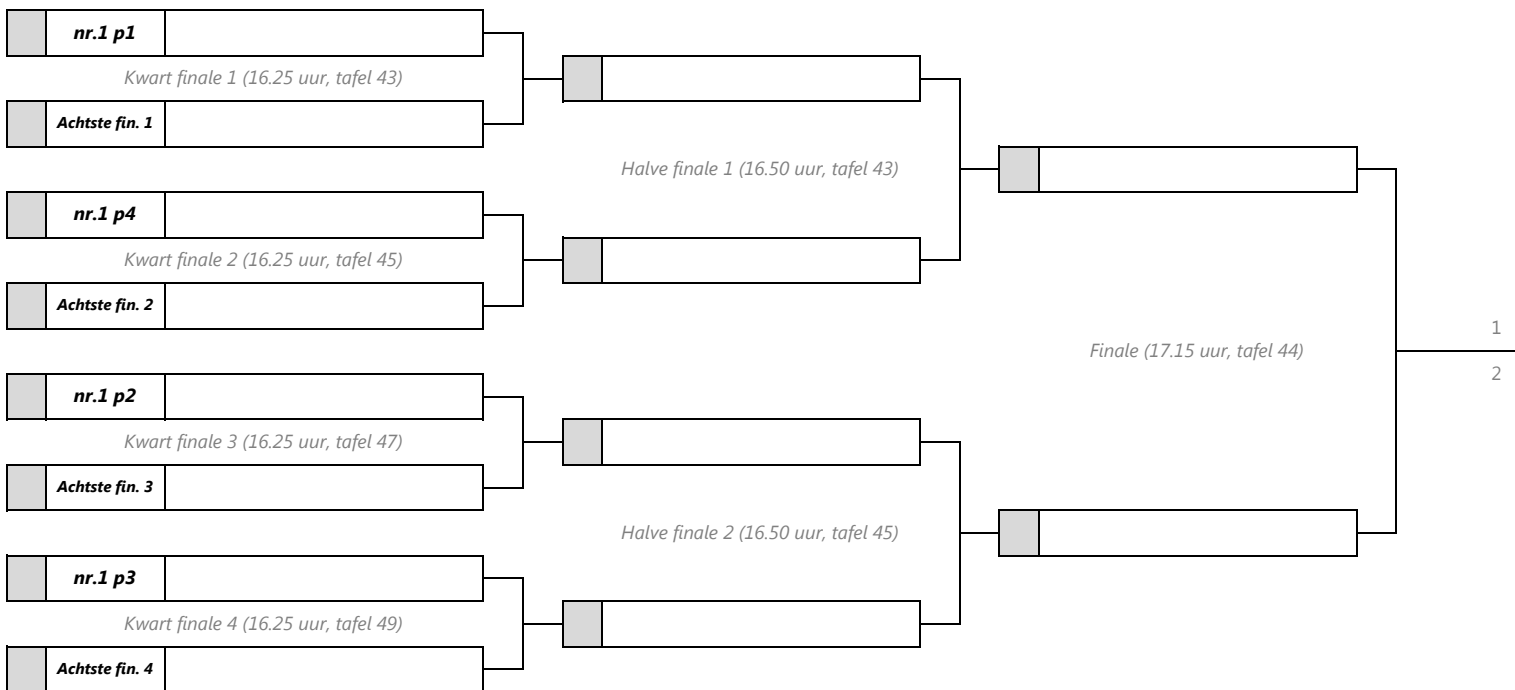 nr.1 p1
Kwart finale 1 (16.25 uur, tafel 43)
Achtste fin. 1
Halve finale 1 (16.50 uur, tafel 43)
nr.1 p4
Kwart finale 2 (16.25 uur, tafel 45)
Achtste fin. 2
1
Finale (17.15 uur, tafel 44)
2
nr.1 p2
Kwart finale 3 (16.25 uur, tafel 47)
Achtste fin. 3
Halve finale 2 (16.50 uur, tafel 45)
nr.1 p3
Kwart finale 4 (16.25 uur, tafel 49)
Achtste fin. 4